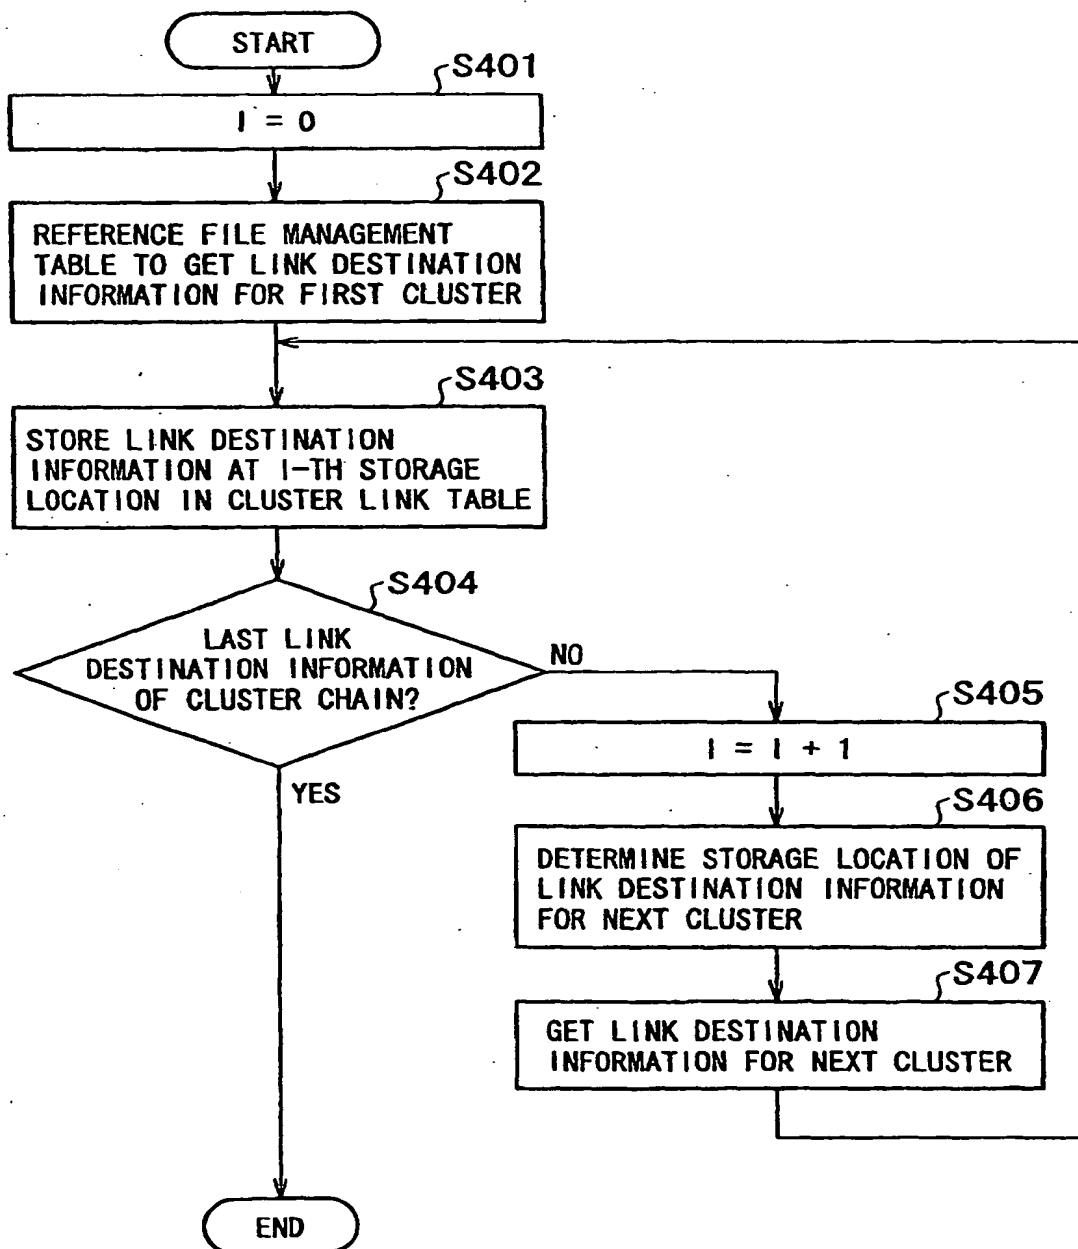 START
S401
I = 0
S402
REFERENCE FILE MANAGEMENT
TABLE TO GET LINK DESTINATION
INFORMATION FOR FIRST CLUSTER
S403
STORE LINK DESTINATION
INFORMATION AT I-TH STORAGE
LOCATION IN CLUSTER LINK TABLE
S404
LAST LINK
DESTINATION INFORMATION
OF CLUSTER CHAIN?
NO
YES
S405
I = I + 1
S406
DETERMINE STORAGE LOCATION OF
LINK DESTINATION INFORMATION
FOR NEXT CLUSTER
S407
GET LINK DESTINATION
INFORMATION FOR NEXT CLUSTER
END